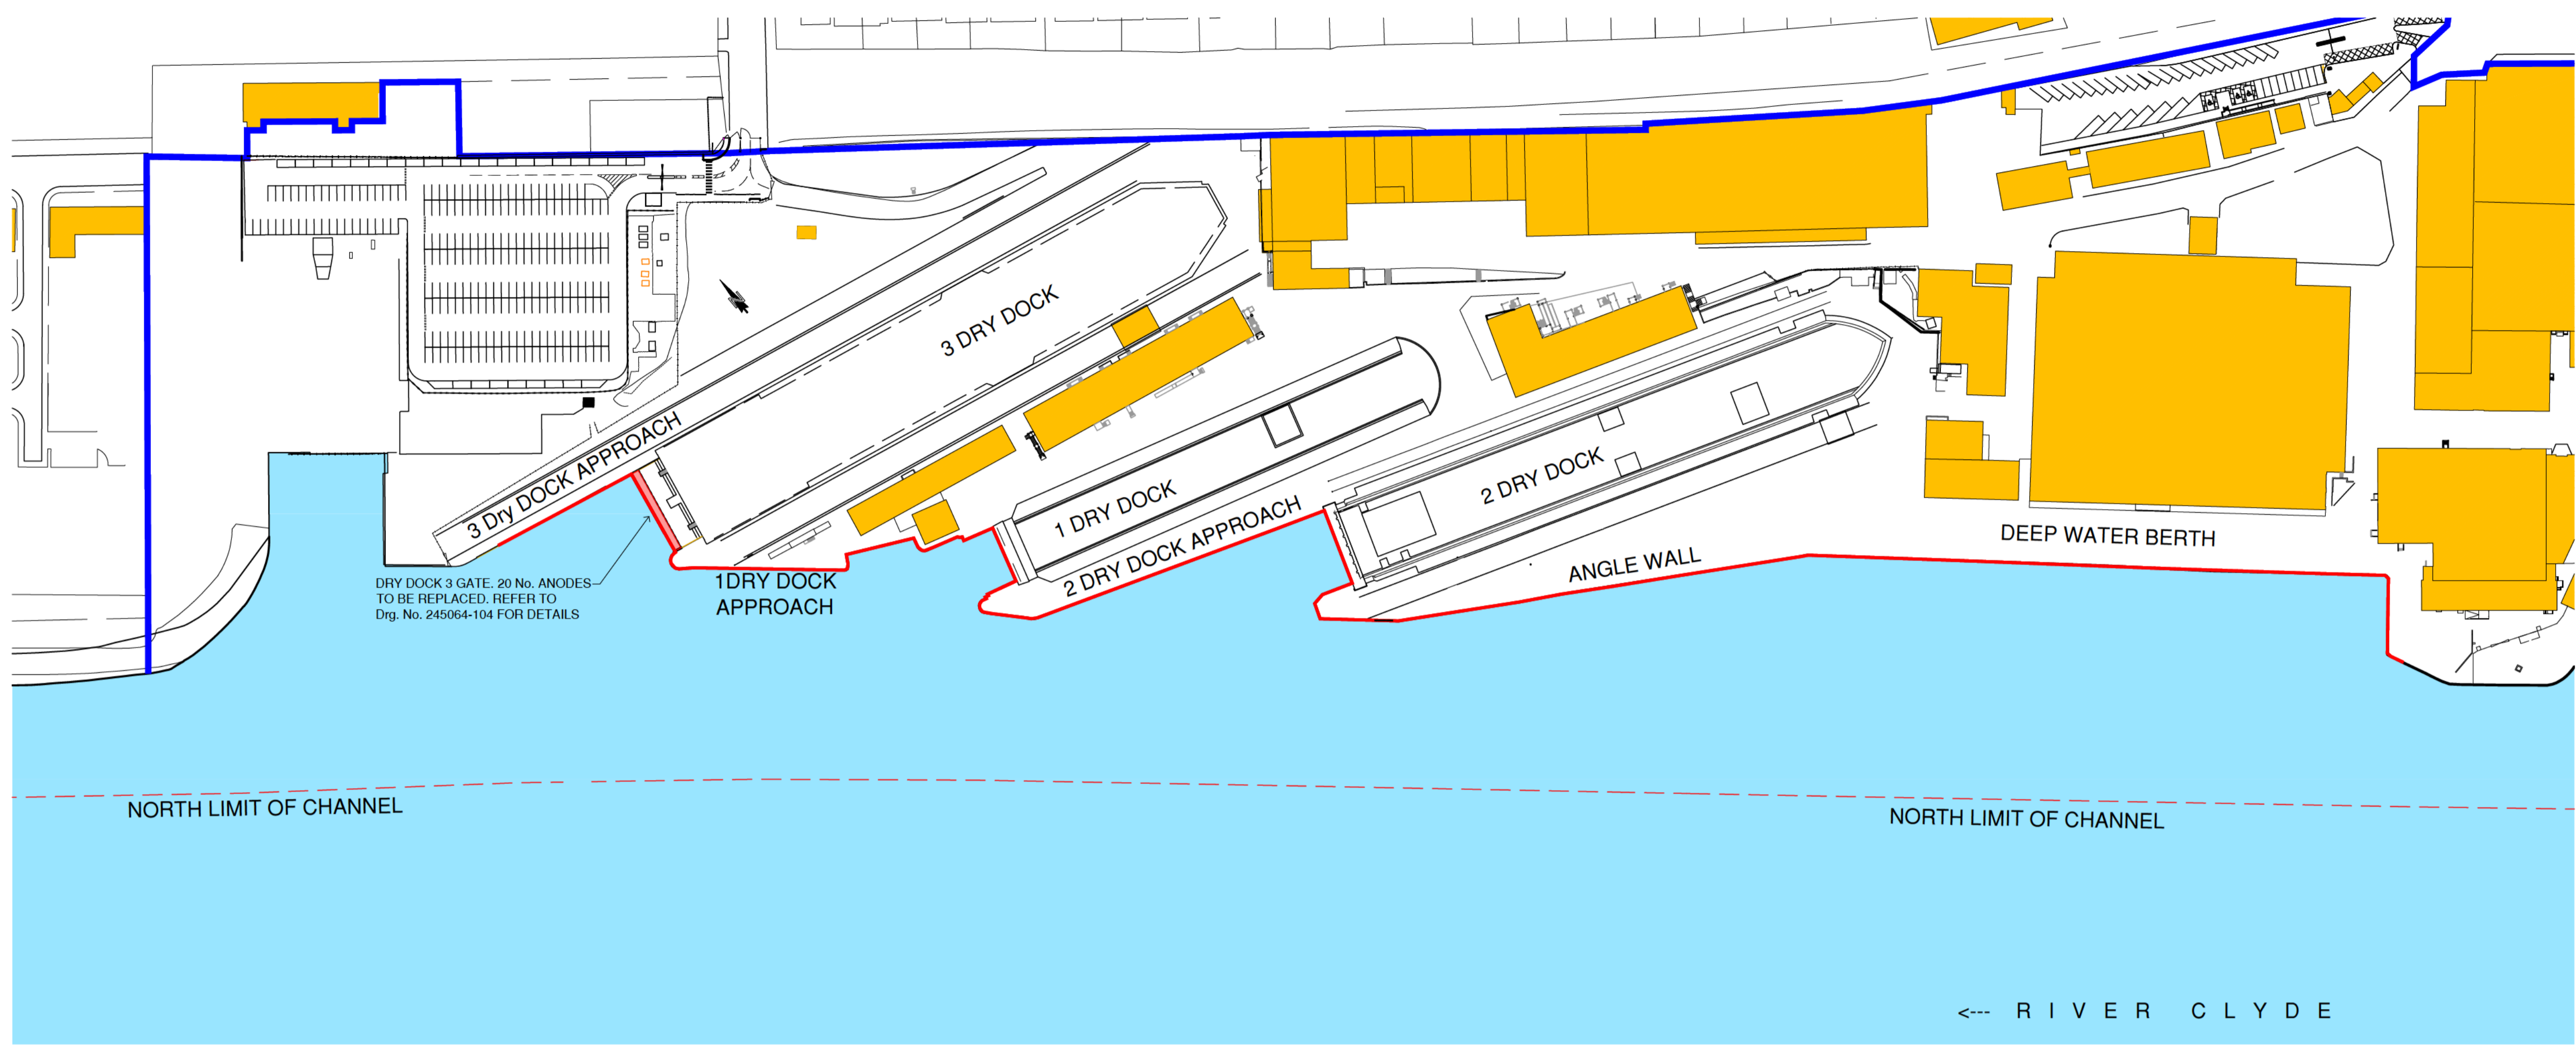 3 DRY DOCK
3 Dry DOCK APPROACH
1 DRY DOCK
2 DRY DOCK
2 DRY DOCK APPROACH
DEEP WATER BERTH
ANGLE WALL
DRY DOCK 3 GATE. 20 No. ANODES
TO BE REPLACED. REFER TO
Drg. No. 245064-104 FOR DETAILS
1DRY DOCK
APPROACH
NORTH LIMIT OF CHANNEL
NORTH LIMIT OF CHANNEL
<--- RIVER CLYDE